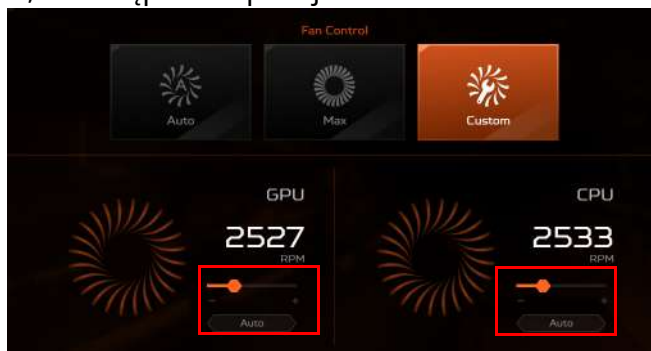 Fan Control
Auto
Max
Custom
GPU
2527
RPM
- +
Auto
CPU
2533
RPM
- +
Auto